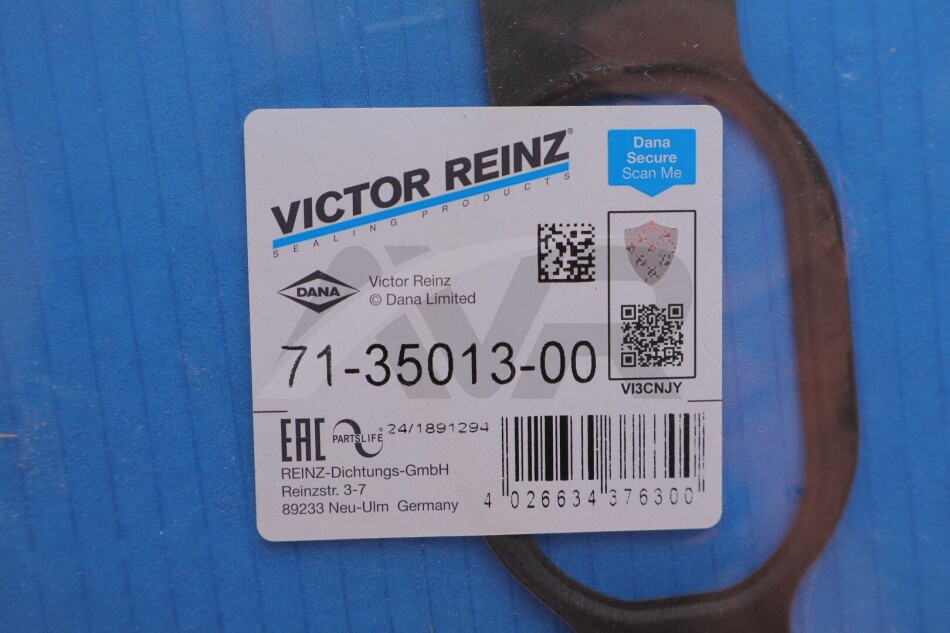 VICTOR REINZ®
SEALING PRODUCTS
Dana
Secure
Scan Me
DANA
Victor Reinz
© Dana Limited
AVR
71-35013-00
VI3CNJY
EAC
PARTSLIFE®
24/1891294
REINZ-Dichtungs-GmbH
Reinzstr. 3-7
89233 Neu-Ulm Germany
4 026634 376300